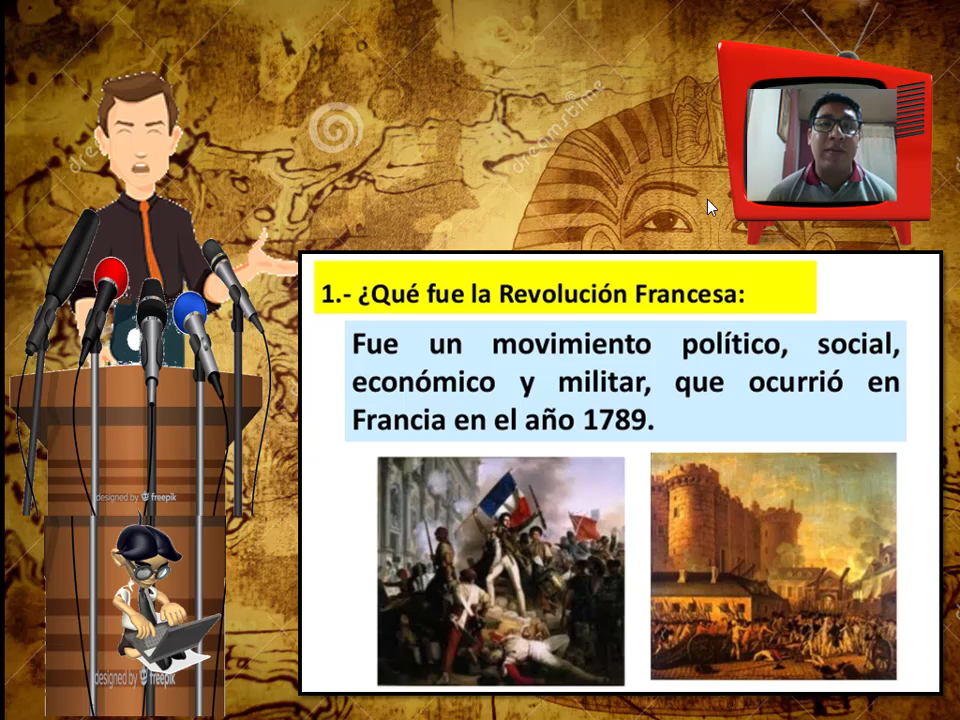 dreamstime
1.- ¿Qué fue la Revolución Francesa:
Fue un movimiento político, social,
económico y militar, que ocurrió en
Francia en el año 1789.
designed by freepik
designed by freepik